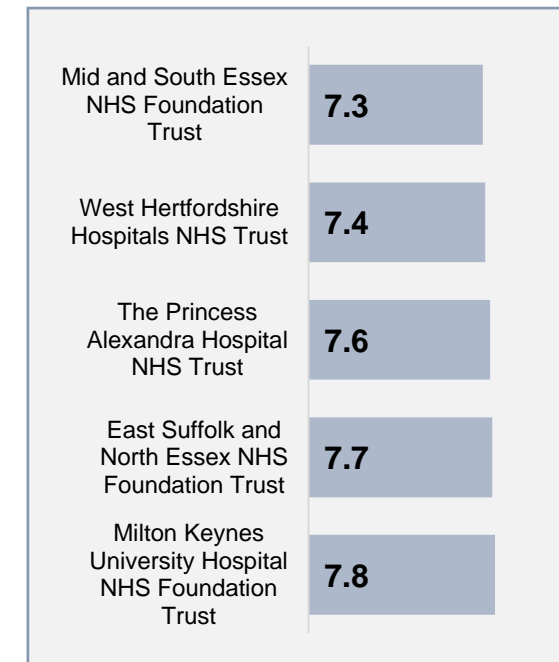 Mid and South Essex
NHS Foundation
Trust
7.3
West Hertfordshire
Hospitals NHS Trust
7.4
The Princess
Alexandra Hospital
NHS Trust
7.6
East Suffolk and
North Essex NHS
Foundation Trust
7.7
Milton Keynes
University Hospital
NHS Foundation
Trust
7.8